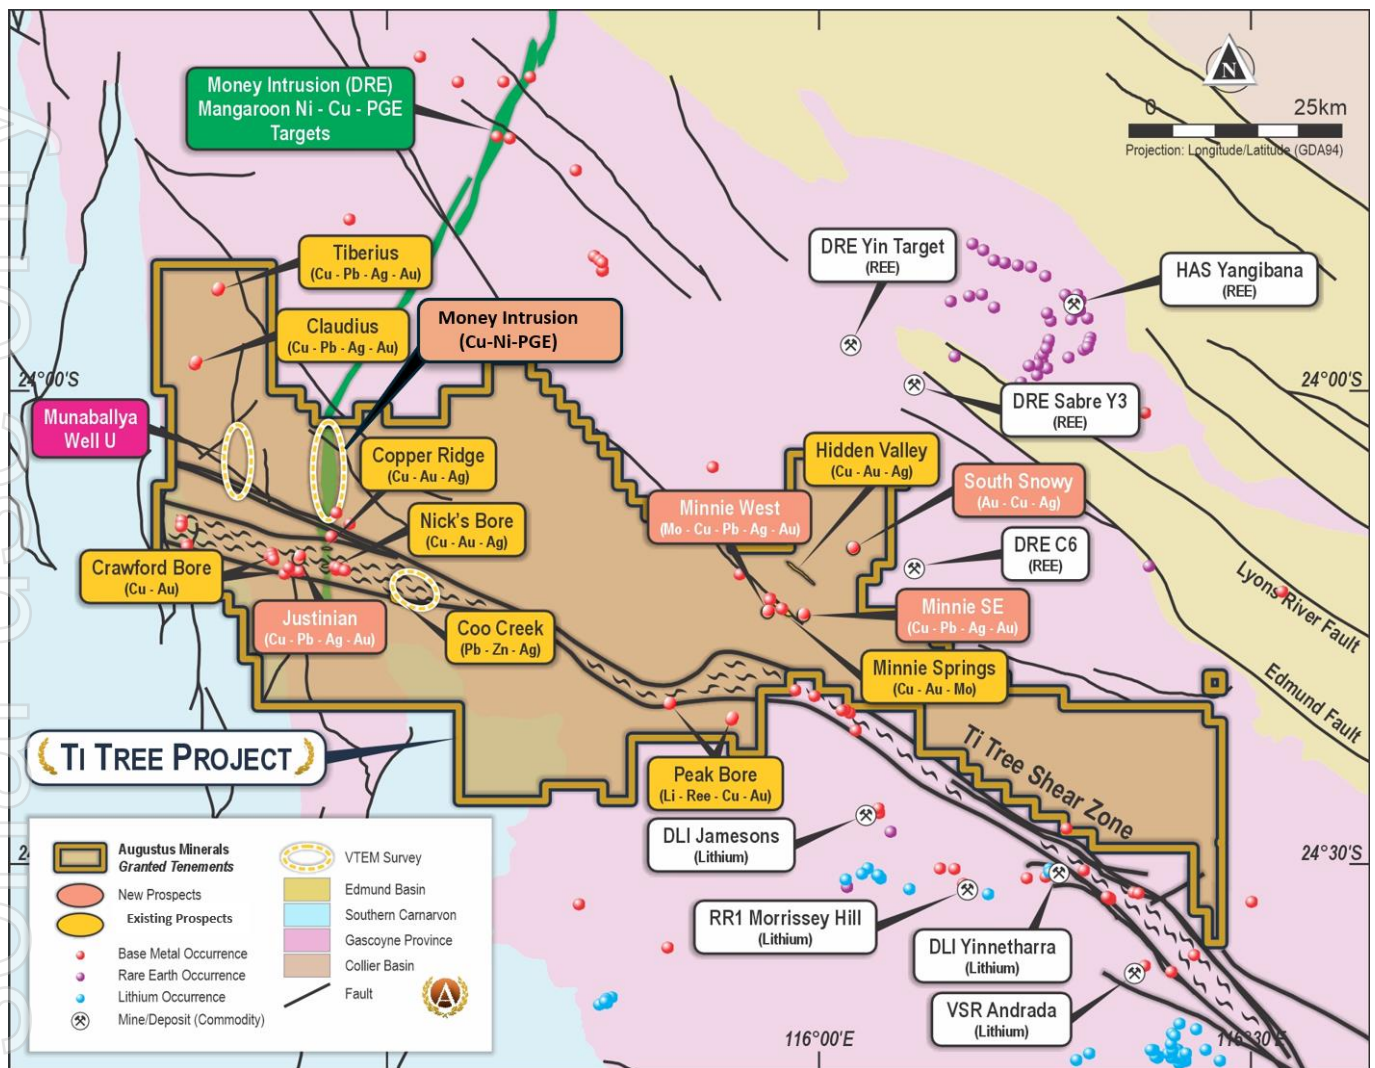 Money Intrusion (DRE)
Mangaroon Ni - Cu - PGE
Targets
N
0 25km
Projection: Longitude/Latitude (GDA94)
Tiberius
(Cu - Pb - Ag - Au)
DRE Yin Target
(REE)
HAS Yangibana
(REE)
Claudius
(Cu - Pb - Ag - Au)
Money Intrusion
(Cu-Ni-PGE)
24°00'S
24°00'S
DRE Sabre Y3
(REE)
Munaballya
Well U
Copper Ridge
(Cu - Au - Ag)
Hidden Valley
(Cu - Au - Ag)
South Snowy
(Au - Cu - Ag)
Minnie West
(Mo - Cu - Pb - Ag - Au)
Nick's Bore
(Cu - Au - Ag)
DRE C6
(REE)
Crawford Bore
(Cu - Au)
Lyons River Fault
Justinian
(Cu - Pb - Ag - Au)
Coo Creek
(Pb - Zn - Ag)
Minnie SE
(Cu - Pb - Ag - Au)
Minnie Springs
(Cu - Au - Mo)
Edmund Fault
TI TREE PROJECT
Peak Bore
(Li - Ree - Cu - Au)
Ti Tree Shear Zone
DLI Jamesons
(Lithium)
24°30'S
RR1 Morrissey Hill
(Lithium)
DLI Yinnetharra
(Lithium)
VSR Andrada
(Lithium)
116°00'E
116°30'E
Augustus Minerals
Granted Tenements
New Prospects
Existing Prospects
Base Metal Occurrence
Rare Earth Occurrence
Lithium Occurrence
Mine/Deposit (Commodity)
VTEM Survey
Edmund Basin
Southern Carnarvon
Gascoyne Province
Collier Basin
Fault
A